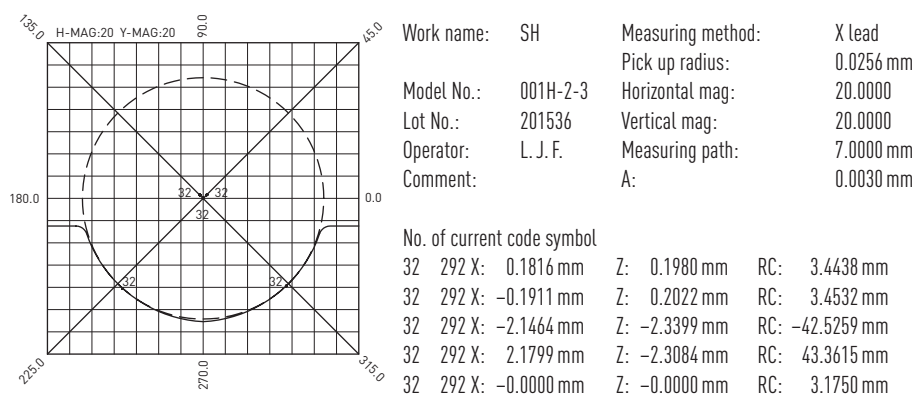 135.0
H-MAG:20 Y-MAG:20
90.0
45.0
180.0
32 32
32
0.0
32 32
225.0
270.0
315.0
Work name: SH Measuring method: X lead
Pick up radius: 0.0256 mm
Model No.: 001H-2-3 Horizontal mag: 20.0000
Lot No.: 201536 Vertical mag: 20.0000
Operator: L. J. F. Measuring path: 7.0000 mm
Comment: A: 0.0030 mm
No. of current code symbol
32 292 X: 0.1816 mm Z: 0.1980 mm RC: 3.4438 mm
32 292 X: –0.1911 mm Z: 0.2022 mm RC: 3.4532 mm
32 292 X: –2.1464 mm Z: –2.3399 mm RC: –42.5259 mm
32 292 X: 2.1799 mm Z: –2.3084 mm RC: 43.3615 mm
32 292 X: –0.0000 mm Z: –0.0000 mm RC: 3.1750 mm